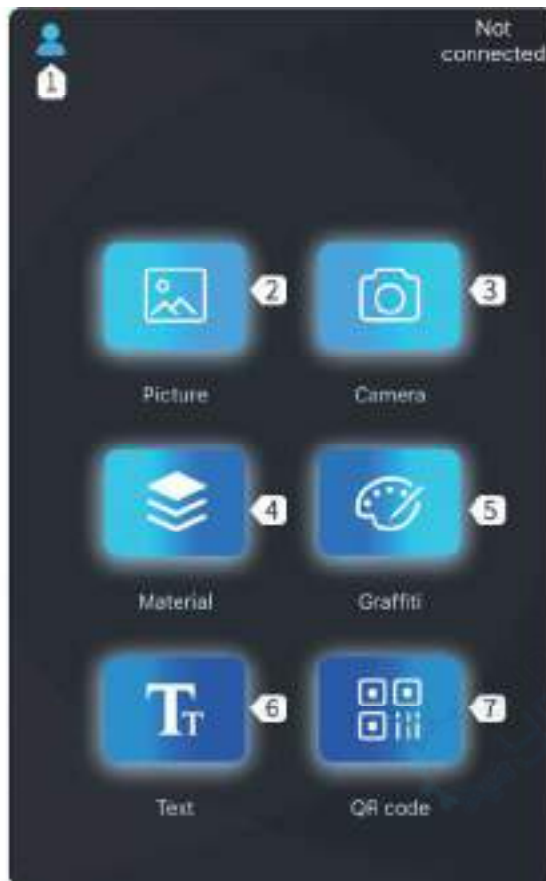 Not
connected
1
2
3
Picture
Camera
4
5
Material
Graffiti
6
7
Text
QR code